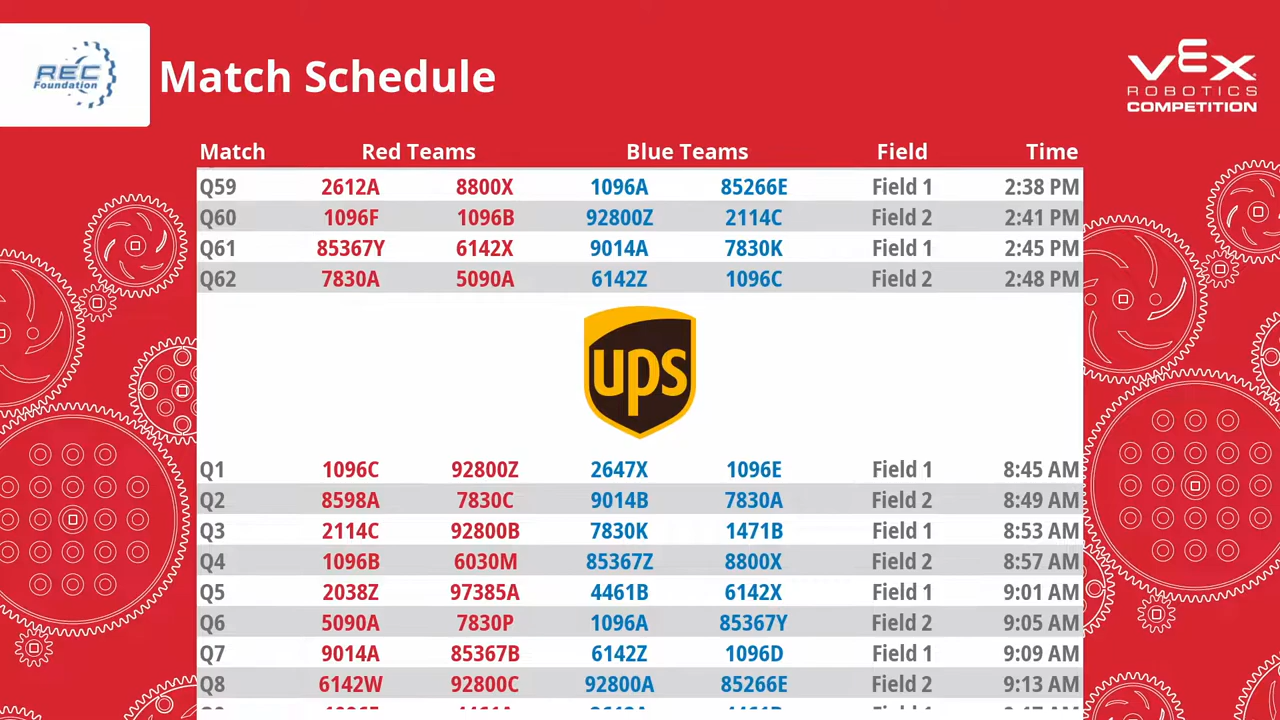 REC
Foundation
Match Schedule
VEX
ROBOTICS
COMPETITION
Match Red Teams Blue Teams Field Time
Q59 2612A 8800X 1096A 85266E Field 1 2:38 PM
Q60 1096F 1096B 92800Z 2114C Field 2 2:41 PM
Q61 85367Y 6142X 9014A 7830K Field 1 2:45 PM
Q62 7830A 5090A 6142Z 1096C Field 2 2:48 PM
ups
Q1 1096C 92800Z 2647X 1096E Field 1 8:45 AM
Q2 8598A 7830C 9014B 7830A Field 2 8:49 AM
Q3 2114C 92800B 7830K 1471B Field 1 8:53 AM
Q4 1096B 6030M 85367Z 8800X Field 2 8:57 AM
Q5 2038Z 97385A 4461B 6142X Field 1 9:01 AM
Q6 5090A 7830P 1096A 85367Y Field 2 9:05 AM
Q7 9014A 85367B 6142Z 1096D Field 1 9:09 AM
Q8 6142W 92800C 92800A 85266E Field 2 9:13 AM